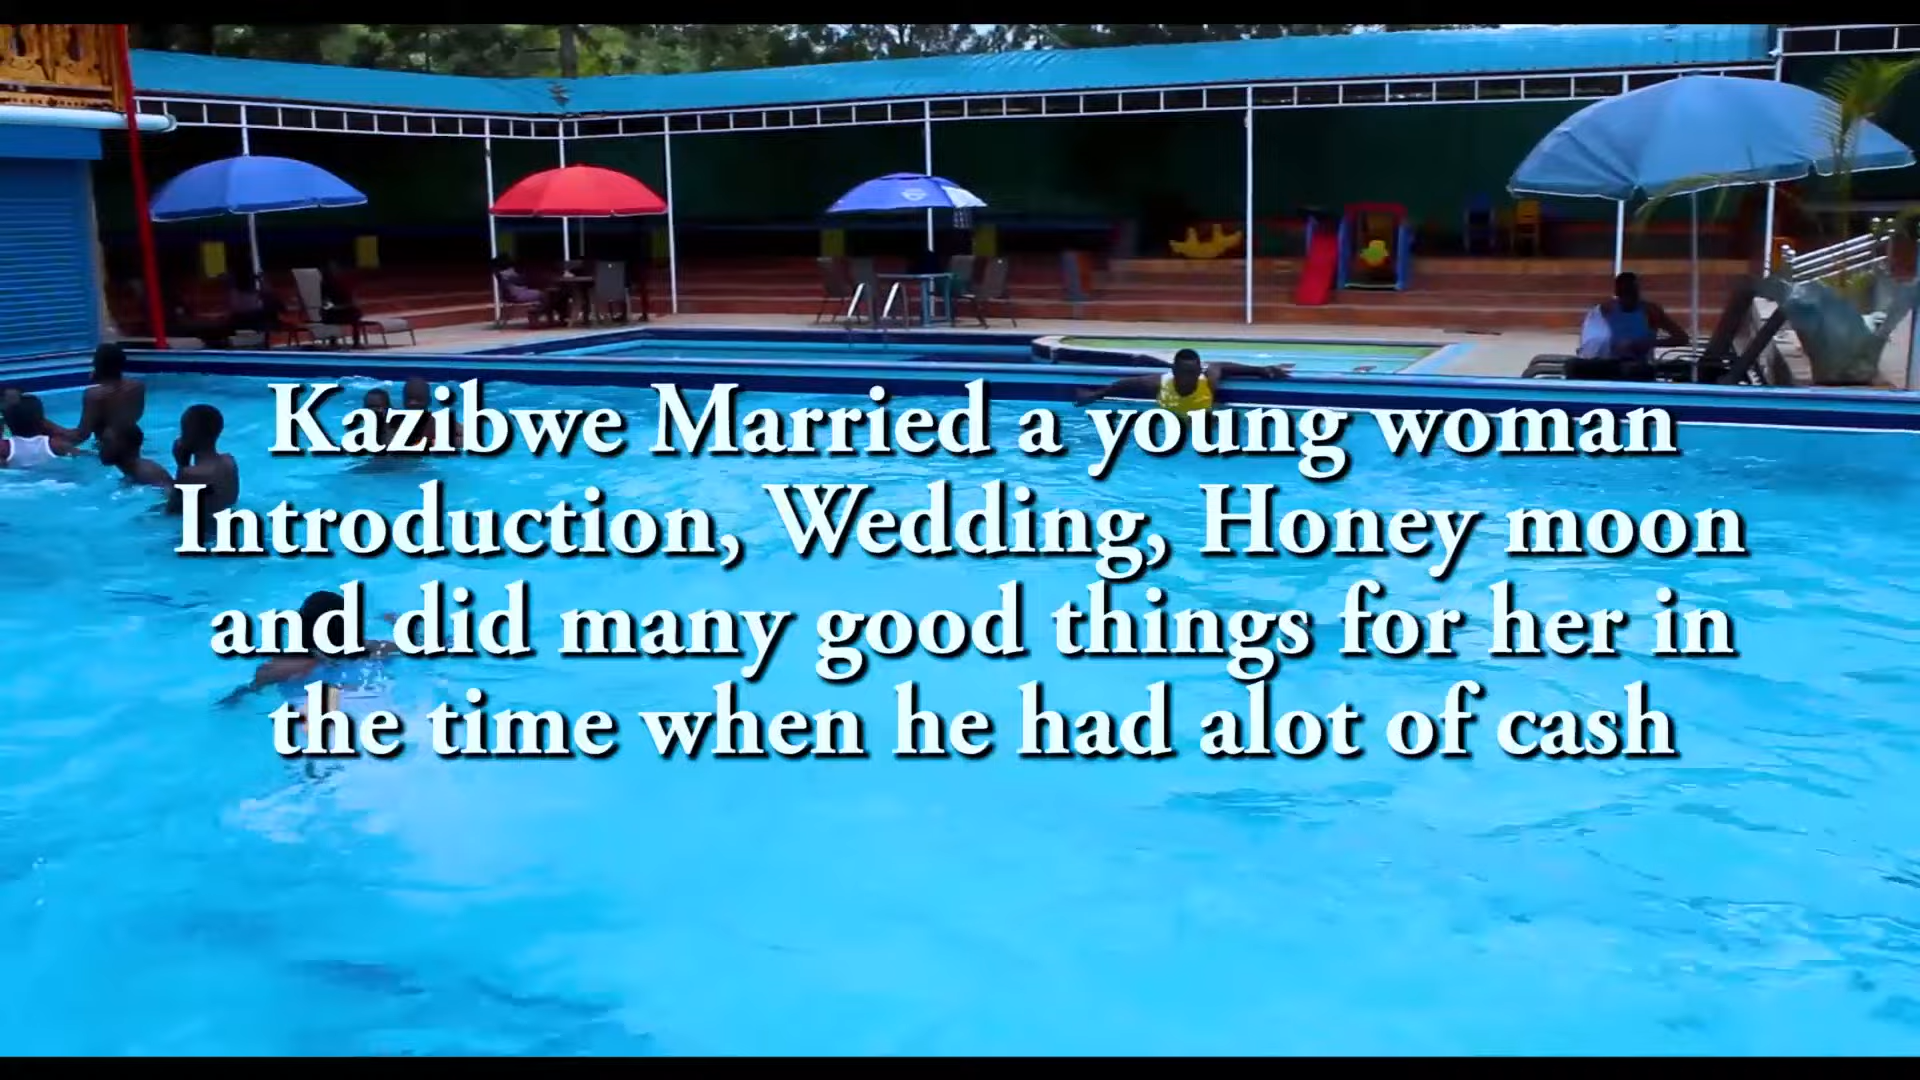 Kazibwe Married a young woman
Introduction, Wedding, Honey moon
and did many good things for her in
the time when he had alot of cash